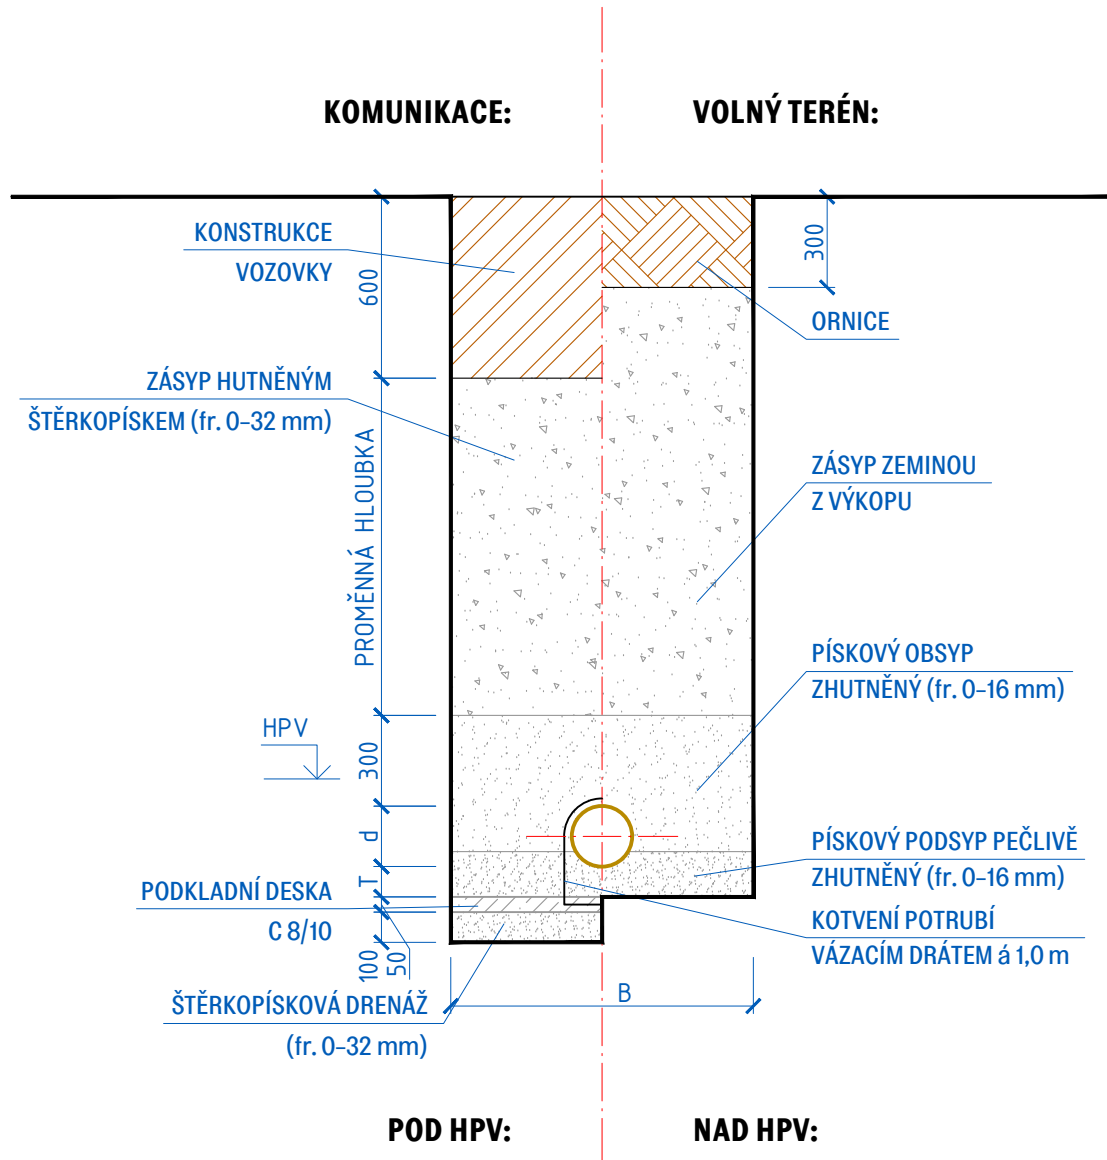 KOMUNIKACE:
VOLNÝ TERÉN:
KONSTRUKCE
VOZOVKY
600
300
ORNICE
ZÁSYP HUTNĚNÝM
ŠTĚRKOPÍSKEM (fr. 0–32 mm)
PROMĚNNÁ HLOUBKA
ZÁSYP ZEMINOU
Z VÝKOPU
PÍSKOVÝ OBSYP
ZHUTNĚNÝ (fr. 0–16 mm)
HPV
300
d
T
PÍSKOVÝ PODSYP PEČLIVĚ
ZHUTNĚNÝ (fr. 0–16 mm)
PODKLADNÍ DESKA
C 8/10
KOTVENÍ POTRUBÍ
VÁZACÍM DRÁTEM á 1,0 m
100
50
B
ŠTĚRKOPÍSKOVÁ DRENÁŽ
(fr. 0–32 mm)
POD HPV:
NAD HPV: